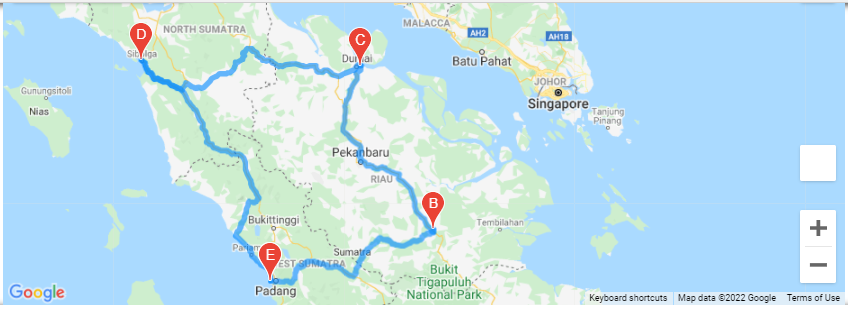 MALACCA
NORTH SUMATRA
D
C
AH2
AH18
Sibolga
Dumai
Batu Pahat
Gunungsitoli
Nias
JOHOR
Singapore
Tanjung
Pinang
Pekanbaru
RIAU
B
Bukittinggi
Tembilahan
Sumatra
E
WEST SUMATRA
Padang
Bukit
Tigapuluh
National Park
+
−
Google
Keyboard shortcuts
Map data ©2022 Google
Terms of Use